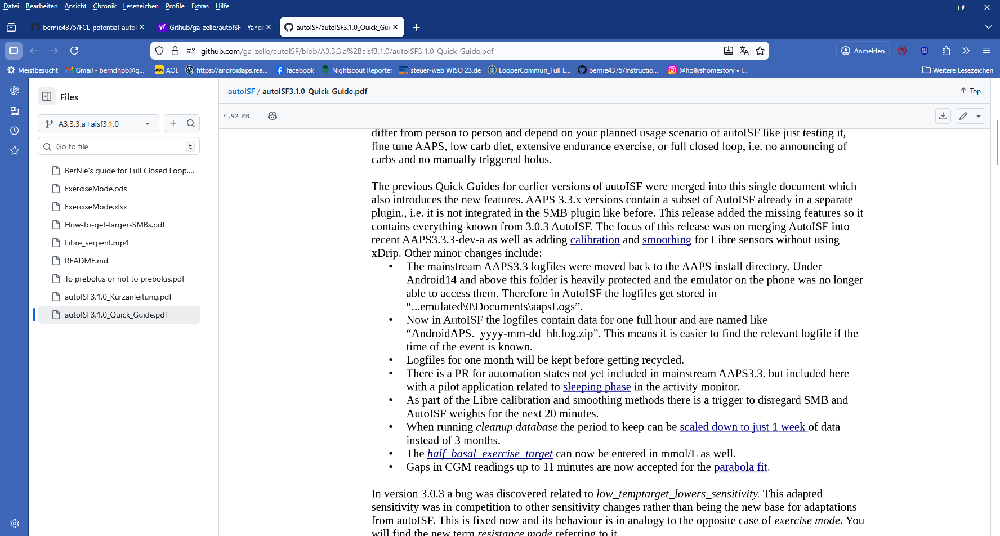 Datei Bearbeiten Ansicht Chronik Lesezeichen Profile Extras Hilfe
bernie4375/FCL-potential-autoI
Github/ga-zelle/autoISF - Yahoo
autoISF/autoISF3.1.0_Quick_Gui
github.com/ga-zelle/autoISF/blob/A3.3.3.a%2Baisf3.1.0/autoISF3.1.0_Quick_Guide.pdf
Anmelden
Meistbesucht
Gmail - berndhpb@g...
AOL AOL
https://androidaps.rea...
facebook
Nightscout Reporter
steuer-web WISO 23.de
LooperCommun_Full L...
bernie4375/Instructio...
@hollyshomestory • I...
Weitere Lesezeichen
Files
A3.3.3.a+aisf3.1.0
Go to file
t
BerNie's guide for Full Closed Loop....
ExerciseMode.ods
ExerciseMode.xlsx
How-to-get-larger-SMBs.pdf
Libre_serpent.mp4
README.md
To prebolus or not to prebolus.pdf
autoISF3.1.0_Kurzanleitung.pdf
autoISF3.1.0_Quick_Guide.pdf
autoISF / autoISF3.1.0_Quick_Guide.pdf
Top
4.92 MB
differ from person to person and depend on your planned usage scenario of autoISF like just testing it,
fine tune AAPS, low carb diet, extensive endurance exercise, or full closed loop, i.e. no announcing of
carbs and no manually triggered bolus.
The previous Quick Guides for earlier versions of autoISF were merged into this single document which
also introduces the new features. AAPS 3.3.x versions contain a subset of AutoISF already in a separate
plugin., i.e. it is not integrated in the SMB plugin like before. This release added the missing features so it
contains everything known from 3.0.3 AutoISF. The focus of this release was on merging AutoISF into
recent AAPS3.3.3-dev-a as well as adding calibration and smoothing for Libre sensors without using
xDrip. Other minor changes include:
• The mainstream AAPS3.3 logfiles were moved back to the AAPS install directory. Under
Android14 and above this folder is heavily protected and the emulator on the phone was no longer
able to access them. Therefore in AutoISF the logfiles get stored in
“...emulated\0\Documents\aapsLogs”.
• Now in AutoISF the logfiles contain data for one full hour and are named like
“AndroidAPS._yyyy-mm-dd_hh.log.zip”. This means it is easier to find the relevant logfile if the
time of the event is known.
• Logfiles for one month will be kept before getting recycled.
• There is a PR for automation states not yet included in mainstream AAPS3.3. but included here
with a pilot application related to sleeping phase in the activity monitor.
• As part of the Libre calibration and smoothing methods there is a trigger to disregard SMB and
AutoISF weights for the next 20 minutes.
• When running cleanup database the period to keep can be scaled down to just 1 week of data
instead of 3 months.
• The half_basal_exercise_target can now be entered in mmol/L as well.
• Gaps in CGM readings up to 11 minutes are now accepted for the parabola fit.
In version 3.0.3 a bug was discovered related to low_temptarget_lowers_sensitivity. This adapted
sensitivity was in competition to other sensitivity changes rather than being the new base for adaptations
from autoISF. This is fixed now and its behaviour is in analogy to the opposite case of exercise mode. You
will find the new term resistance mode referring to it